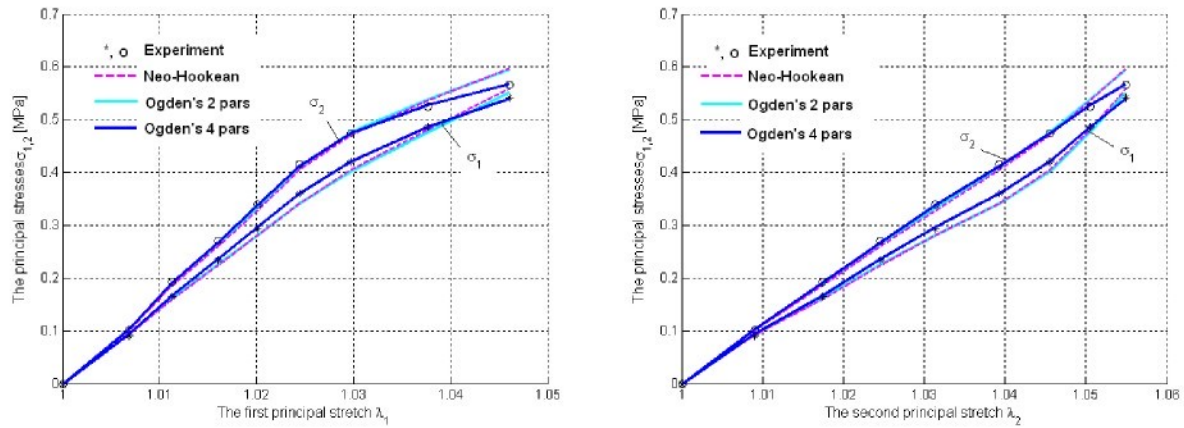 0.7
0.6
0.5
0.4
0.3
0.2
0.1
0
The principal stresses σ1,2 [MPa]
*, o Experiment
Neo-Hookean
Ogden's 2 pars
Ogden's 4 pars
σ2
σ1
1 1.01 1.02 1.03 1.04 1.05
The first principal stretch λ1
0.7
0.6
0.5
0.4
0.3
0.2
0.1
0
The principal stresses σ1,2 [MPa]
*, o Experiment
Neo-Hookean
Ogden's 2 pars
Ogden's 4 pars
σ2
σ1
1 1.01 1.02 1.03 1.04 1.05 1.06
The second principal stretch λ2